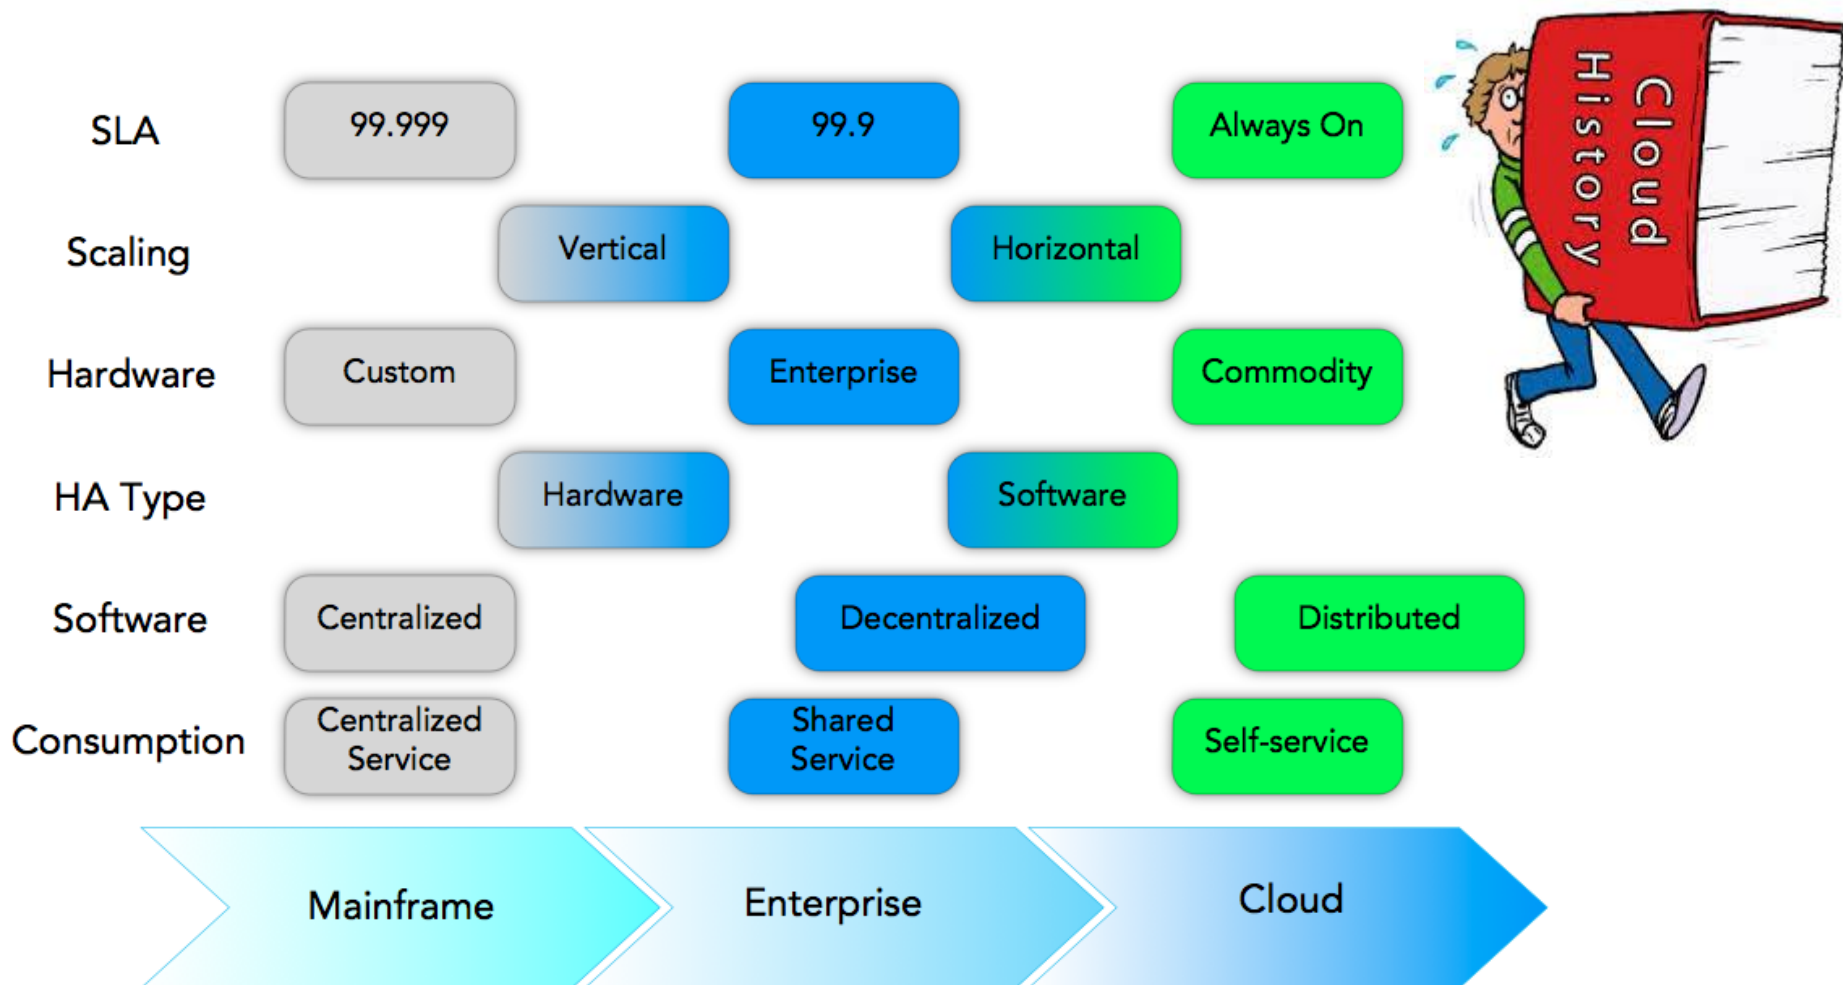 SLA
99.999
99.9
Always On
Scaling
Vertical
Horizontal
Hardware
Custom
Enterprise
Commodity
HA Type
Hardware
Software
Software
Centralized
Decentralized
Distributed
Consumption
Centralized
Service
Shared
Service
Self-service
Mainframe
Enterprise
Cloud
Cloud
History